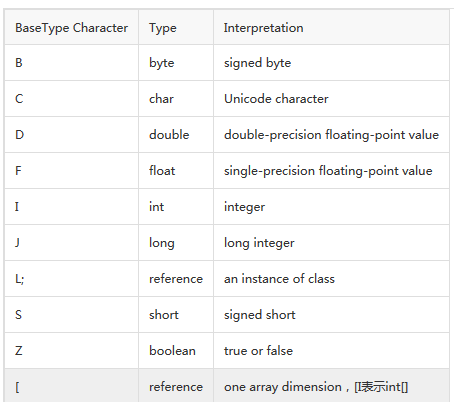 BaseType Character Type Interpretation
B byte signed byte
C char Unicode character
D double double-precision floating-point value
F float single-precision floating-point value
I int integer
J long long integer
L; reference an instance of class
S short signed short
Z boolean true or false
[ reference one array dimension，[I表示int[]